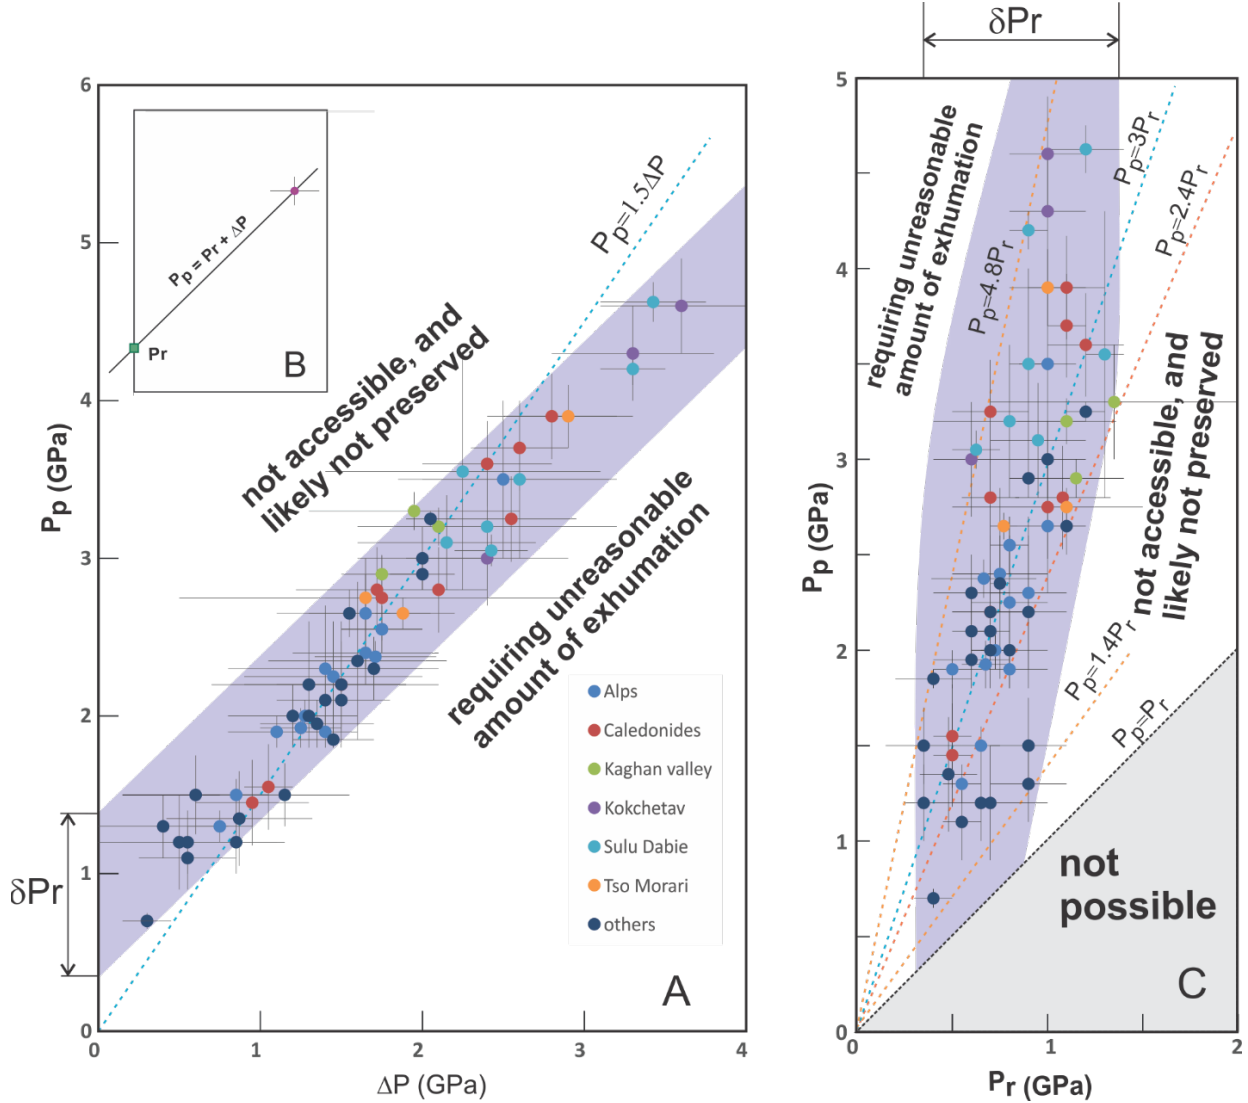 δPr
6
5
4
3
2
1
0
0
1
2
3
4
Pp (GPa)
ΔP (GPa)
Pp = Pr + ΔP
Pr
B
Pp=1.5ΔP
not accessible, and
likely not preserved
requiring unreasonable
amount of exhumation
Alps
Caledonides
Kaghan valley
Kokchetav
Sulu Dabie
Tso Morari
others
δPr
A
5
4
3
2
1
0
0
1
2
Pp (GPa)
Pr (GPa)
requiring unreasonable
amount of exhumation
Pp=4.8Pr
Pp=3Pr
Pp=2.4Pr
not accessible, and
likely not preserved
Pp=1.4Pr
Pp=Pr
not
possible
C